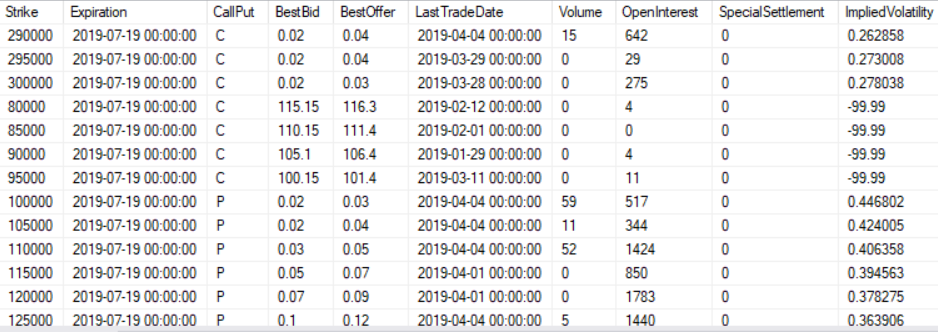 Strike Expiration CallPut BestBid BestOffer LastTradeDate Volume OpenInterest SpecialSettlement ImpliedVolatility
290000 2019-07-19 00:00:00 C 0.02 0.04 2019-04-04 00:00:00 15 642 0 0.262858
295000 2019-07-19 00:00:00 C 0.02 0.04 2019-03-29 00:00:00 0 29 0 0.273008
300000 2019-07-19 00:00:00 C 0.02 0.03 2019-03-28 00:00:00 0 275 0 0.278038
80000 2019-07-19 00:00:00 C 115.15 116.3 2019-02-12 00:00:00 0 4 0 -99.99
85000 2019-07-19 00:00:00 C 110.15 111.4 2019-02-01 00:00:00 0 0 0 -99.99
90000 2019-07-19 00:00:00 C 105.1 106.4 2019-01-29 00:00:00 0 4 0 -99.99
95000 2019-07-19 00:00:00 C 100.15 101.4 2019-03-11 00:00:00 0 11 0 -99.99
100000 2019-07-19 00:00:00 P 0.02 0.03 2019-04-04 00:00:00 59 517 0 0.446802
105000 2019-07-19 00:00:00 P 0.02 0.04 2019-04-04 00:00:00 11 344 0 0.424005
110000 2019-07-19 00:00:00 P 0.03 0.05 2019-04-04 00:00:00 52 1424 0 0.406358
115000 2019-07-19 00:00:00 P 0.05 0.07 2019-04-01 00:00:00 0 850 0 0.394563
120000 2019-07-19 00:00:00 P 0.07 0.09 2019-04-01 00:00:00 0 1783 0 0.378275
125000 2019-07-19 00:00:00 P 0.1 0.12 2019-04-04 00:00:00 5 1440 0 0.363906